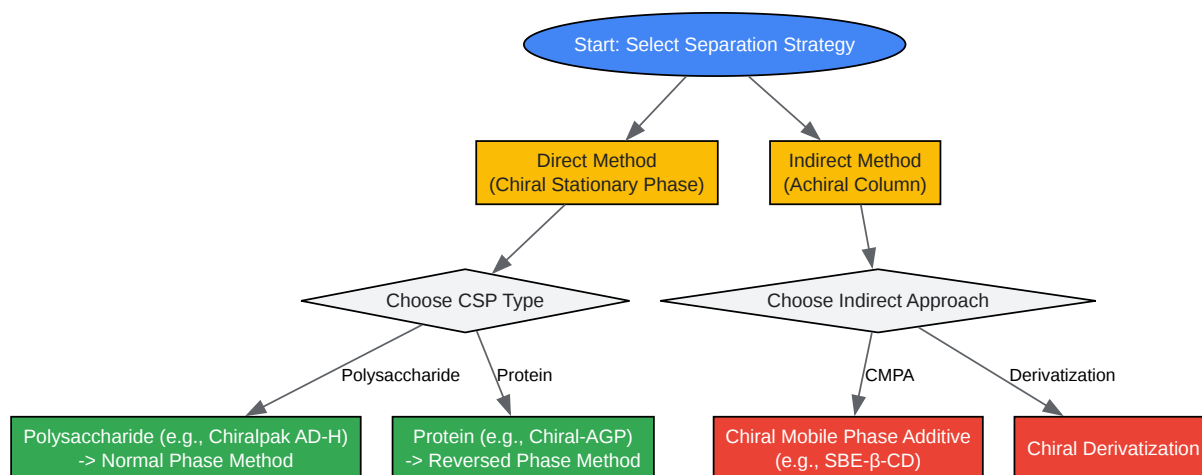 Start: Select Separation Strategy
Direct Method
(Chiral Stationary Phase)
Indirect Method
(Achiral Column)
Choose CSP Type
Choose Indirect Approach
Polysaccharide
Protein
CMPA
Derivatization
Polysaccharide (e.g., Chiralpak AD-H)
-> Normal Phase Method
Protein (e.g., Chiral-AGP)
-> Reversed Phase Method
Chiral Mobile Phase Additive
(e.g., SBE-β-CD)
Chiral Derivatization